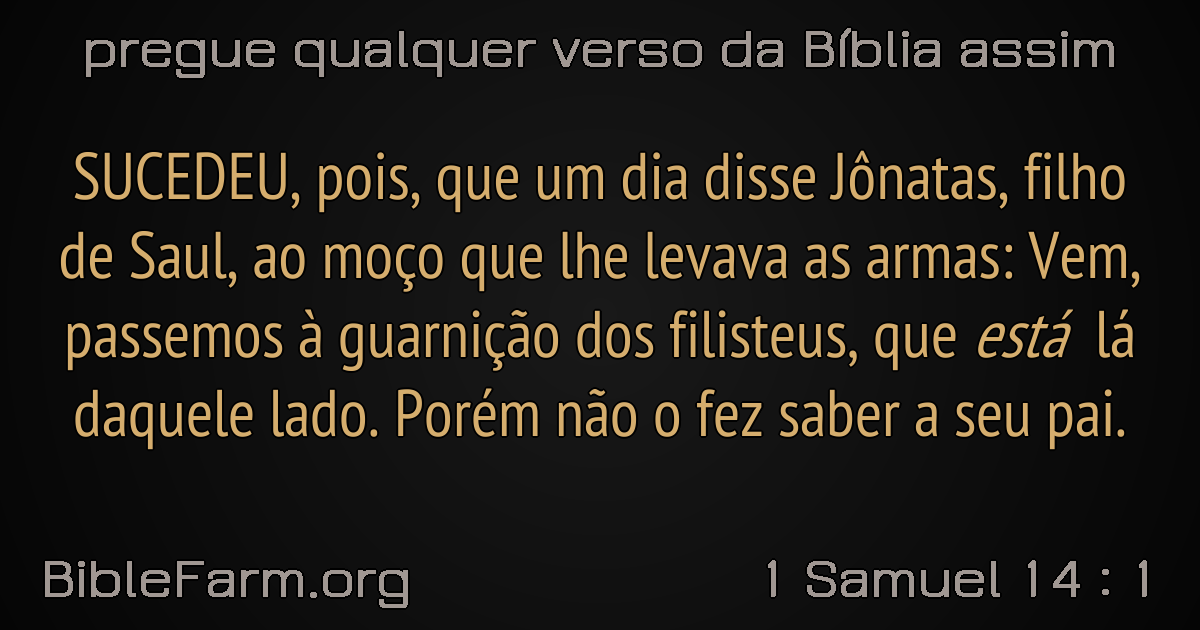 pregue qualquer verso da Bíblia assim
SUCEDEU, pois, que um dia disse Jônatas, filho
de Saul, ao moço que lhe levava as armas: Vem,
passemos à guarnição dos filisteus, que está lá
daquele lado. Porém não o fez saber a seu pai.
BibleFarm.org
1 Samuel 14 : 1